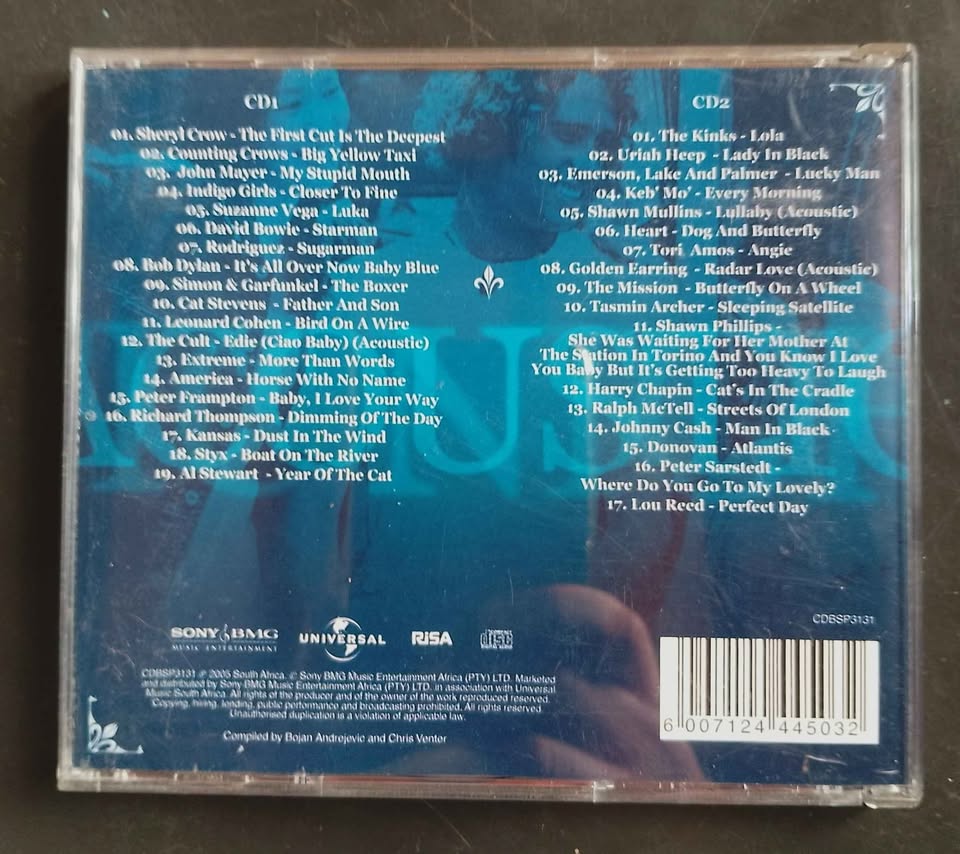 CD1
01. Sheryl Crow - The First Cut Is The Deepest
02. Counting Crows - Big Yellow Taxi
03. John Mayer - My Stupid Mouth
04. Indigo Girls - Closer To Fine
05. Suzanne Vega - Luka
06. David Bowie - Starman
07. Rodriguez - Sugarman
08. Bob Dylan - It's All Over Now Baby Blue
09. Simon & Garfunkel - The Boxer
10. Cat Stevens - Father And Son
11. Leonard Cohen - Bird On A Wire
12. The Cult - Edie (Ciao Baby) (Acoustic)
13. Extreme - More Than Words
14. America - Horse With No Name
15. Peter Frampton - Baby, I Love Your Way
16. Richard Thompson - Dimming Of The Day
17. Kansas - Dust In The Wind
18. Styx - Boat On The River
19. Al Stewart - Year Of The Cat
CD2
01. The Kinks - Lola
02. Uriah Heep - Lady In Black
03. Emerson, Lake And Palmer - Lucky Man
04. Keb' Mo' - Every Morning
05. Shawn Mullins - Lullaby (Acoustic)
06. Heart - Dog And Butterfly
07. Tori Amos - Angie
08. Golden Earring - Radar Love (Acoustic)
09. The Mission - Butterfly On A Wheel
10. Tasmin Archer - Sleeping Satellite
11. Shawn Phillips -
She Was Waiting For Her Mother At
The Station In Torino And You Know I Love
You Baby But It's Getting Too Heavy To Laugh
12. Harry Chapin - Cat's In The Cradle
13. Ralph McTell - Streets Of London
14. Johnny Cash - Man In Black
15. Donovan - Atlantis
16. Peter Sarstedt -
Where Do You Go To My Lovely?
17. Lou Reed - Perfect Day
SONY BMG
MUSIC ENTERTAINMENT
UNIVERSAL
RiSA
COMPACT
disc
DIGITAL AUDIO
CDBSP3131 ℗ 2005 South Africa. © Sony BMG Music Entertainment Africa (PTY) LTD. Marketed
and distributed by Sony BMG Music Entertainment Africa (PTY) LTD. in association with Universal
Music South Africa. All rights of the producer and of the owner of the work reproduced reserved.
Copying, hiring, lending, public performance and broadcasting prohibited. All rights reserved.
Unauthorised duplication is a violation of applicable law.
Compiled by Bojan Andrejevic and Chris Venter
CDBSP3131
6 007124 445032